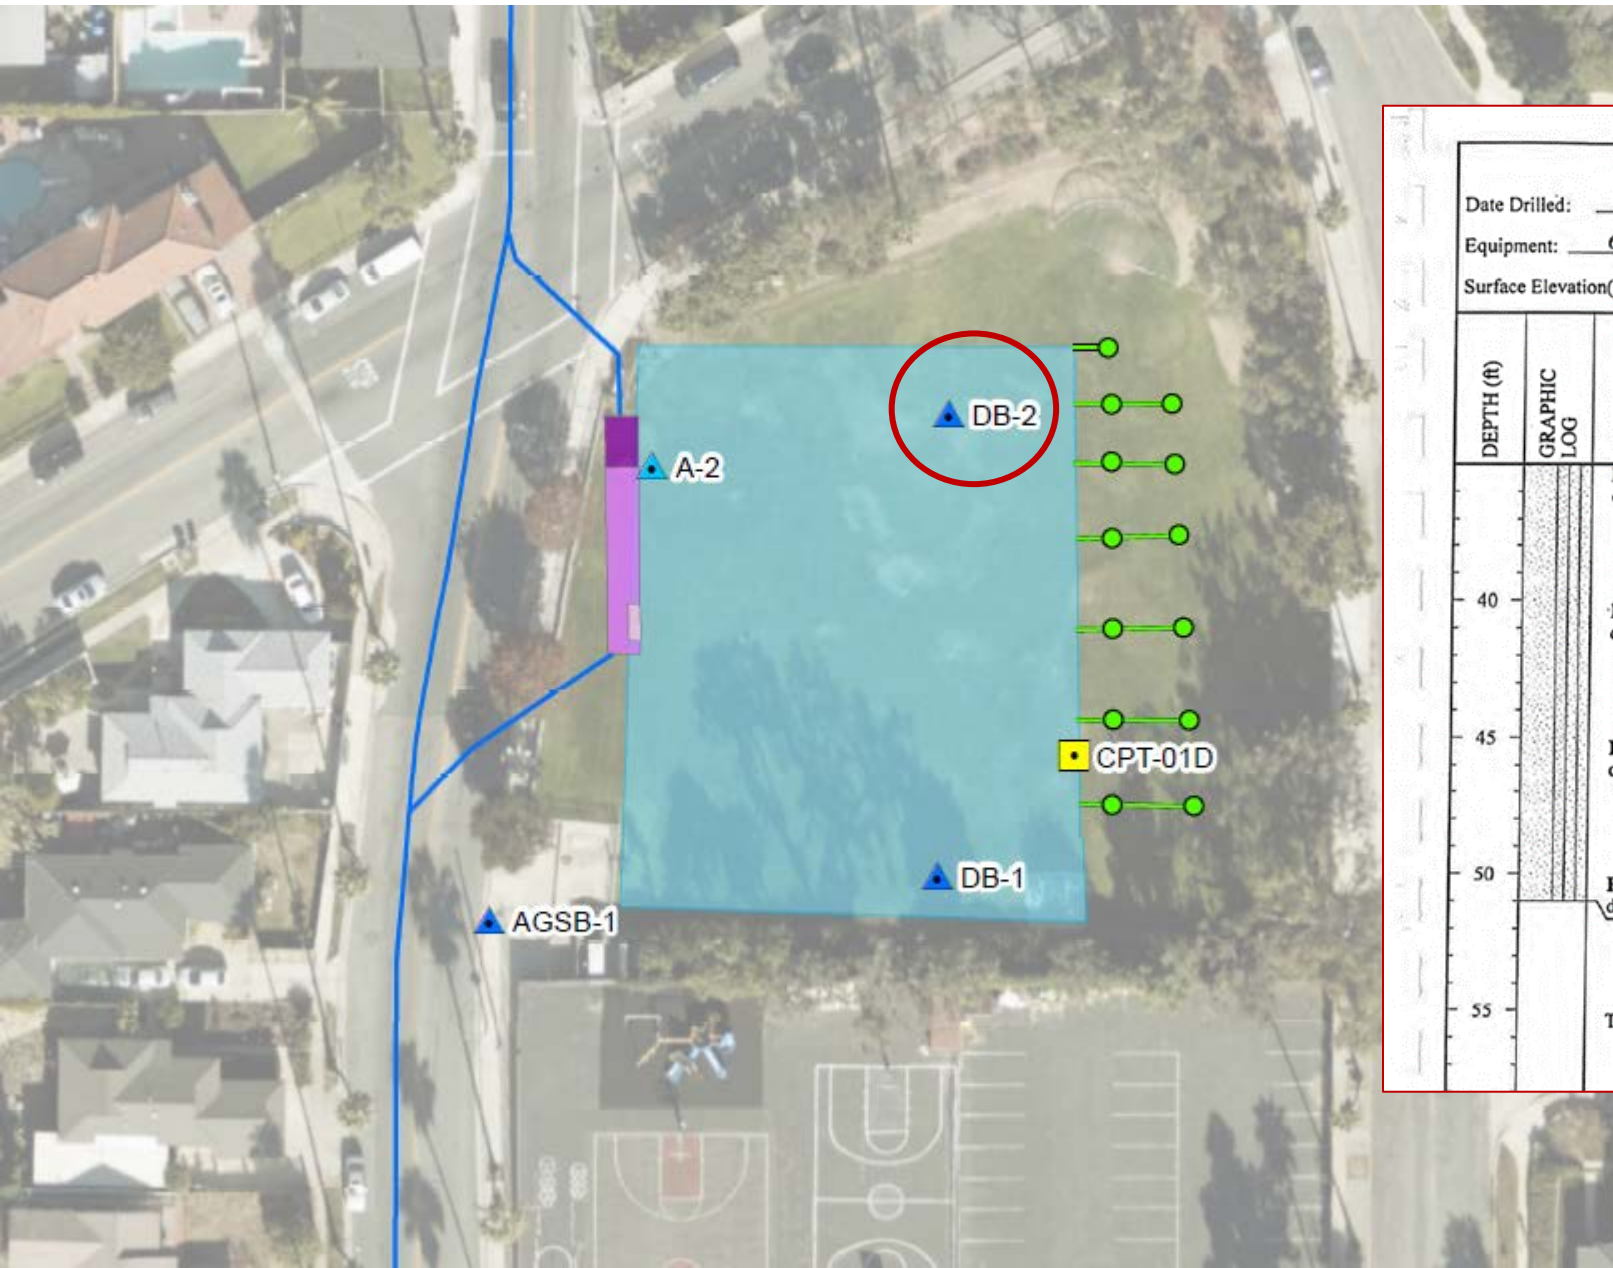 DB-2
A-2
CPT-01D
DB-1
AGSB-1
Date Drilled:
Equipment:
Surface Elevation(
DEPTH (ft)
GRAPHIC
LOG
40
45
50
55